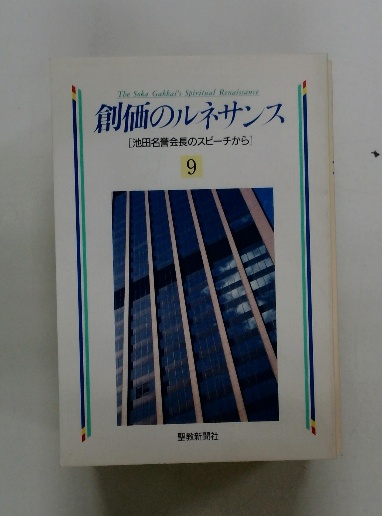 The Soka Gakkai's Spiritual Renaissance
創価のルネサンス
[池田名誉会長のスピーチから]
9
聖教新聞社